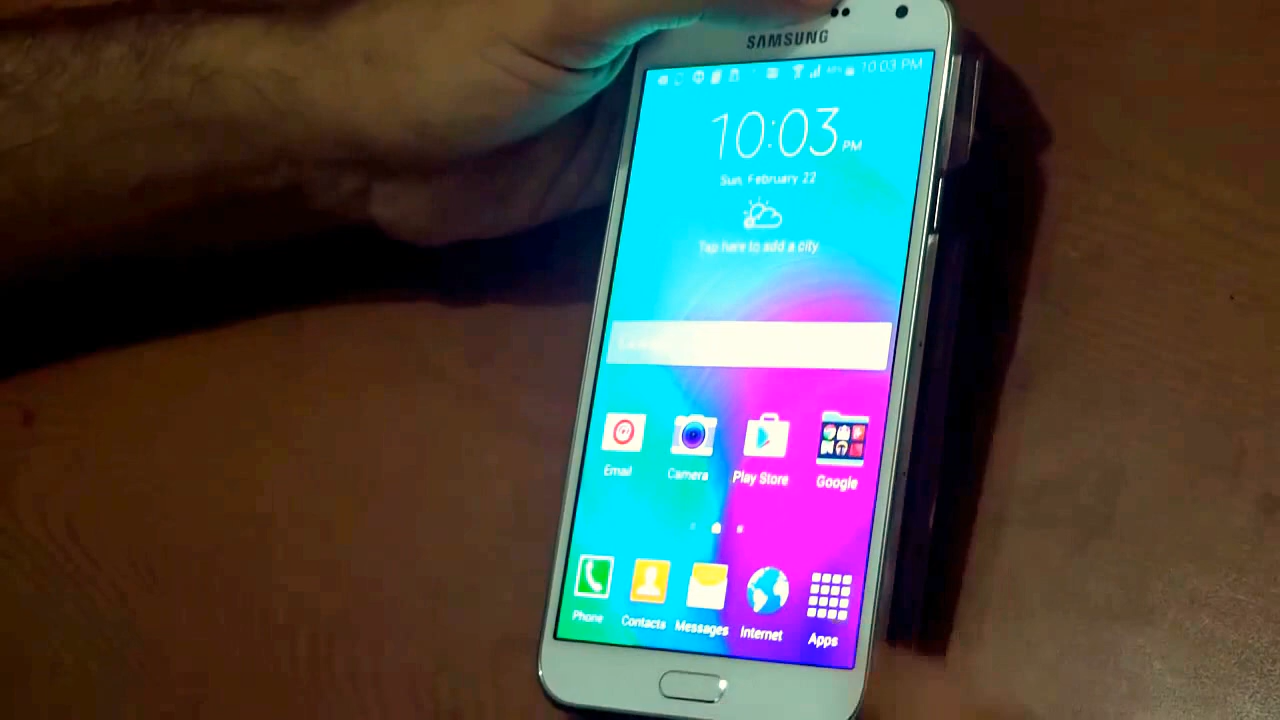 SAMSUNG
10:03 PM
10:03 PM
Sun, February 22
Tap here to add a city
Email
Camera
Play Store
Google
Phone
Contacts
Messages
Internet
Apps